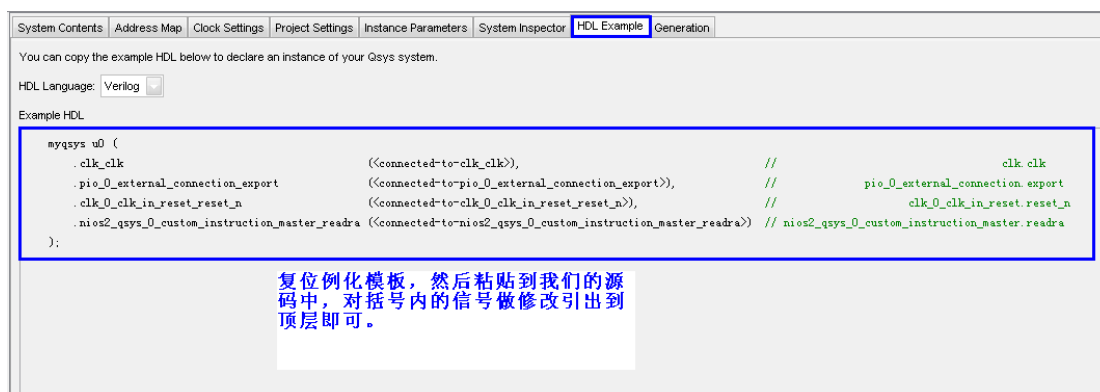 System Contents Address Map Clock Settings Project Settings Instance Parameters System Inspector HDL Example Generation
You can copy the example HDL below to declare an instance of your Qsys system.
HDL Language: Verilog
Example HDL
myqsys u0 (
.clk_clk (<connected-to-clk_clk>), // clk.clk
.pio_0_external_connection_export (<connected-to-pio_0_external_connection_export>), // pio_0_external_connection.export
.clk_0_clk_in_reset_reset_n (<connected-to-clk_0_clk_in_reset_reset_n>), // clk_0_clk_in_reset.reset_n
.nios2_qsys_0_custom_instruction_master_readra (<connected-to-nios2_qsys_0_custom_instruction_master_readra>) // nios2_qsys_0_custom_instruction_master.readra
);
复位例化模板，然后粘贴到我们的源
码中，对括号内的信号做修改引出到
顶层即可。